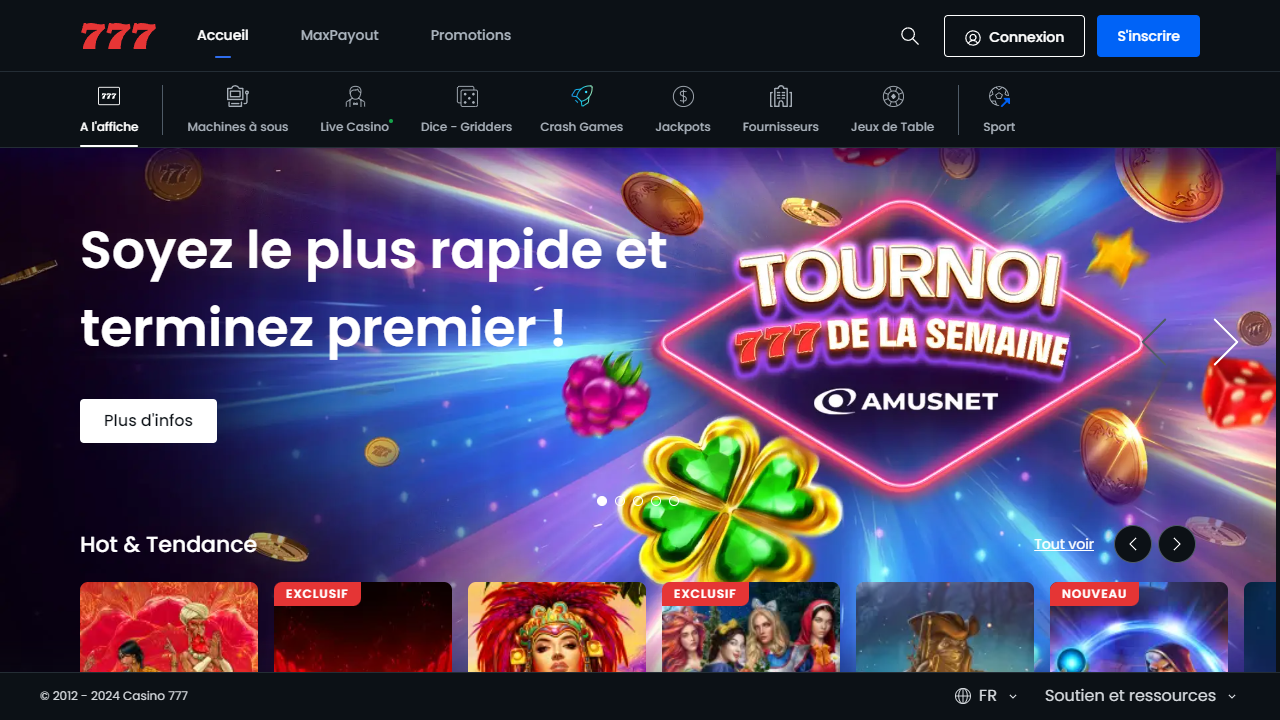 777
Accueil
MaxPayout
Promotions
Connexion
S'inscrire
777
A l'affiche
Machines à sous
Live Casino
Dice - Gridders
Crash Games
Jackpots
Fournisseurs
Jeux de Table
Sport
Soyez le plus rapide et
terminez premier !
Plus d'infos
TOURNOI
777 DE LA SEMAINE
AMUSNET
Hot & Tendance
Tout voir
EXCLUSIF
EXCLUSIF
NOUVEAU
© 2012 - 2024 Casino 777
FR
Soutien et ressources